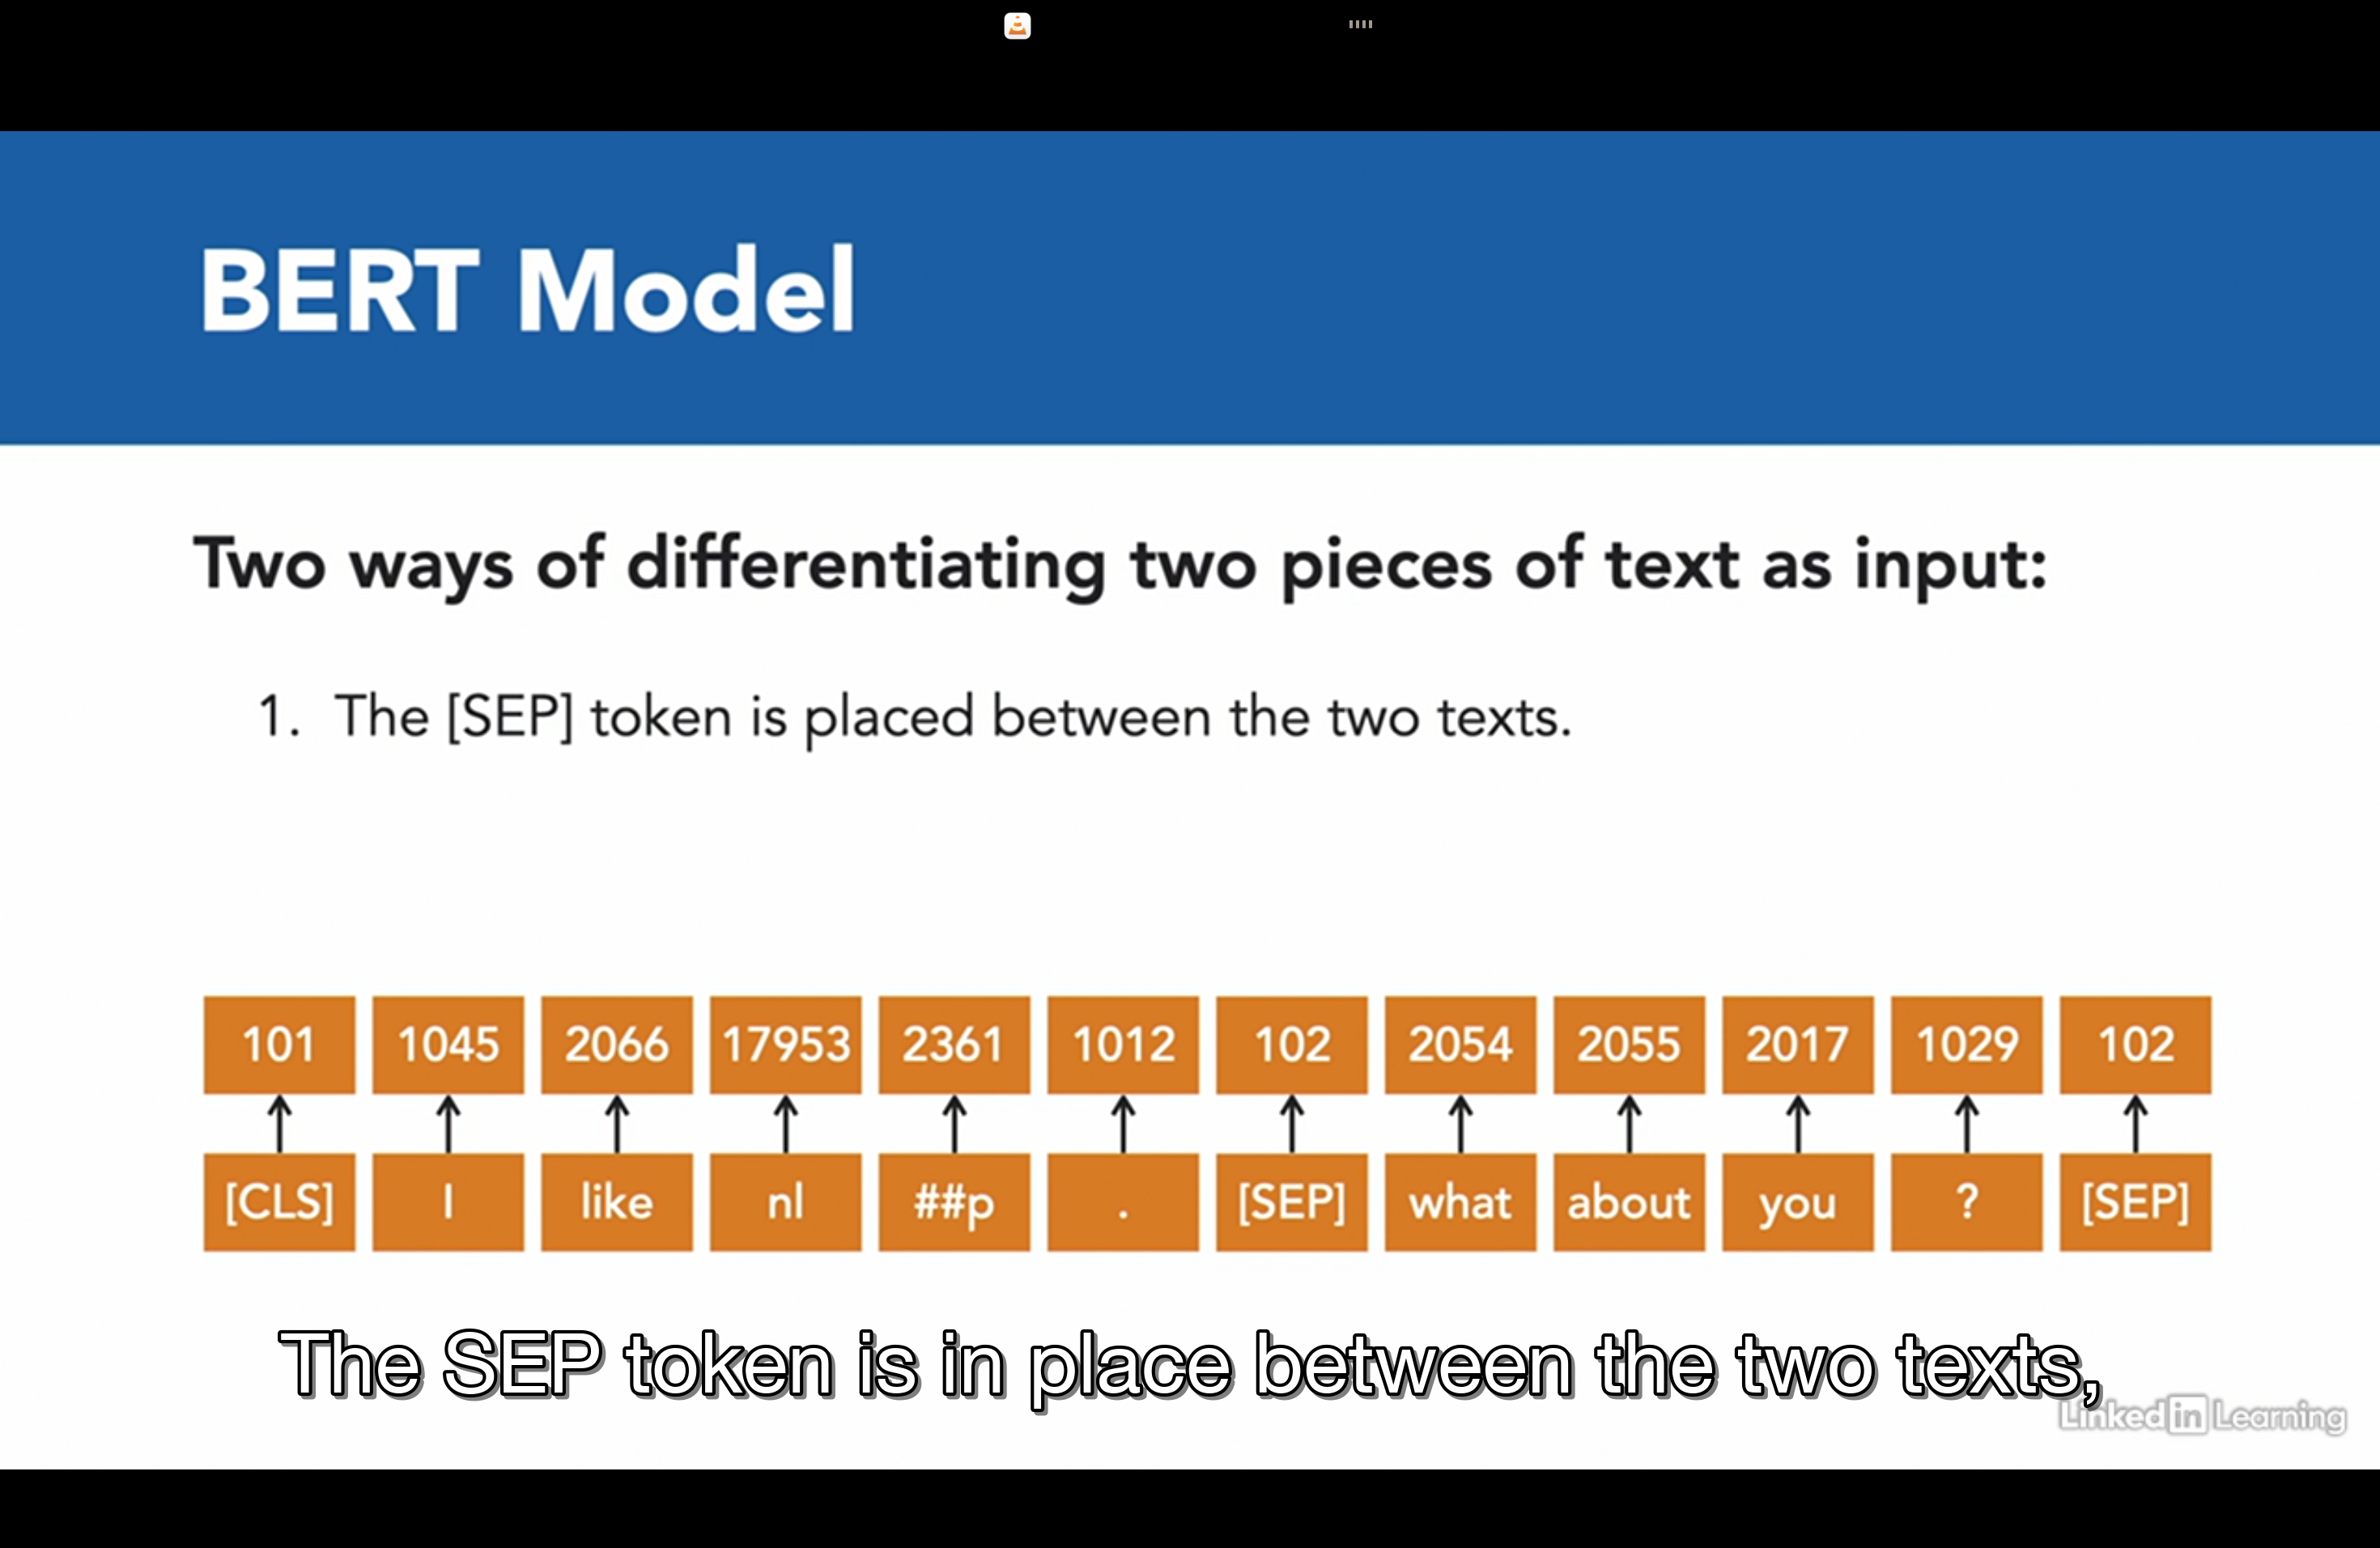 BERT Model
Two ways of differentiating two pieces of text as input:
1. The [SEP] token is placed between the two texts.
101 1045 2066 17953 2361 1012 102 2054 2055 2017 1029 102
[CLS] I like nl ##p . [SEP] what about you ? [SEP]
The SEP token is in place between the two texts,
Linked in Learning